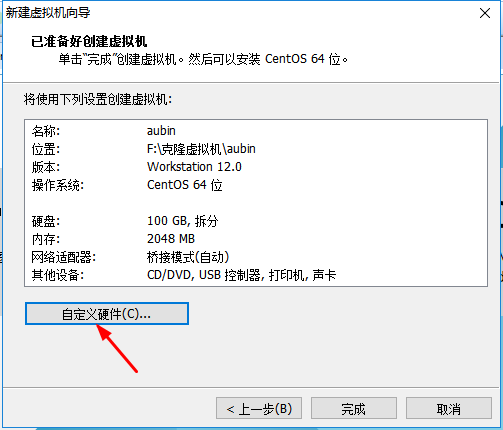 新建虚拟机向导
已准备好创建虚拟机
单击“完成”创建虚拟机。然后可以安装 CentOS 64 位。
将使用下列设置创建虚拟机:
名称: aubin
位置: F:\克隆虚拟机\aubin
版本: Workstation 12.0
操作系统: CentOS 64 位
硬盘: 100 GB, 拆分
内存: 2048 MB
网络适配器: 桥接模式(自动)
其他设备: CD/DVD, USB 控制器, 打印机, 声卡
自定义硬件(C)...
< 上一步(B) 完成 取消